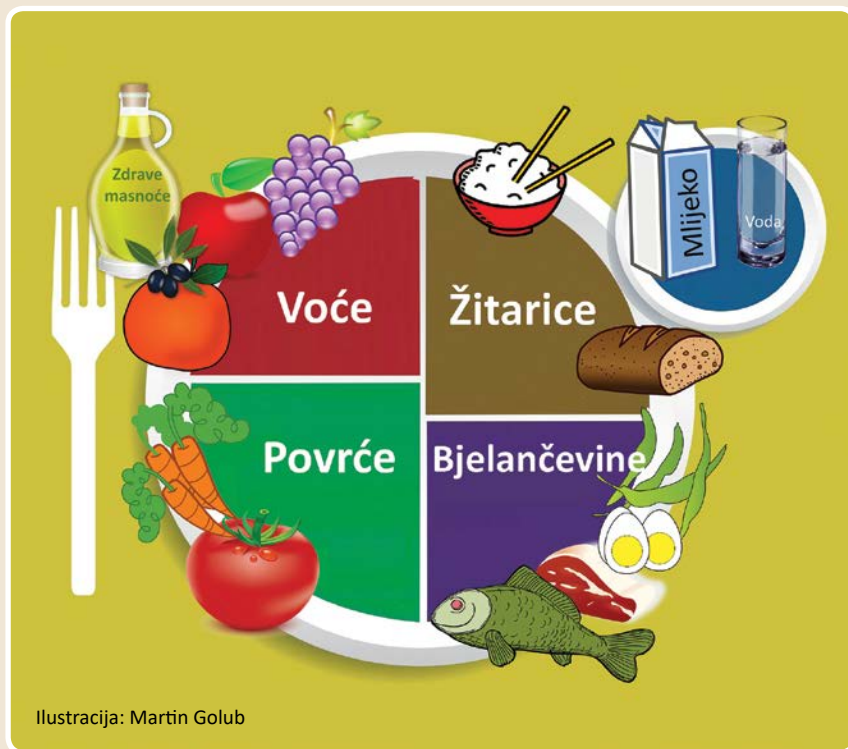 Zdrave
masnoće
Mlijeko
Voda
Voće
Žitarice
Povrće
Bjelančevine
Ilustracija: Martin Golub